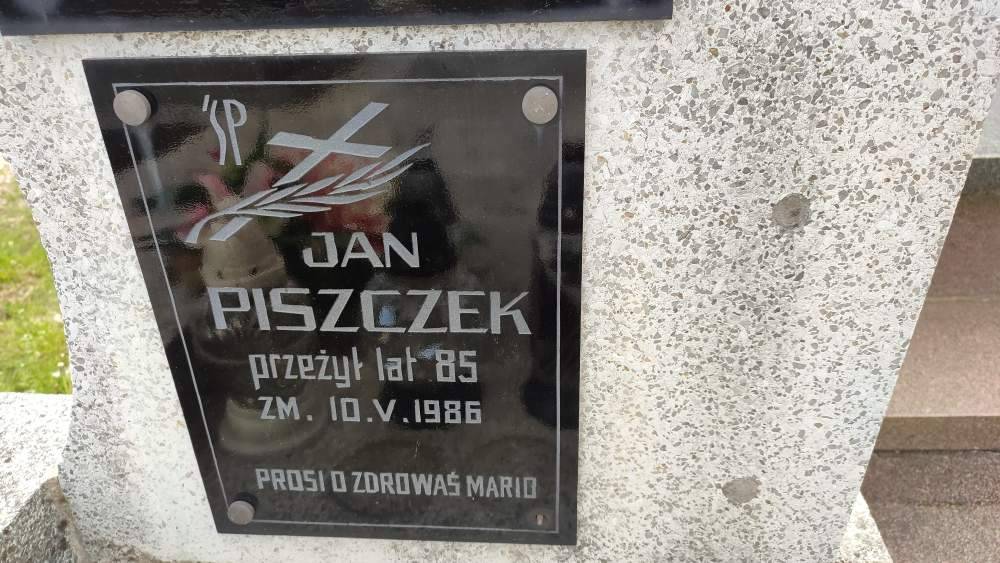 ŚP
JAN
PISZCZEK
przeżył lat 85
ZM. 10.V.1986
PROSI O ZDROWAŚ MARIO